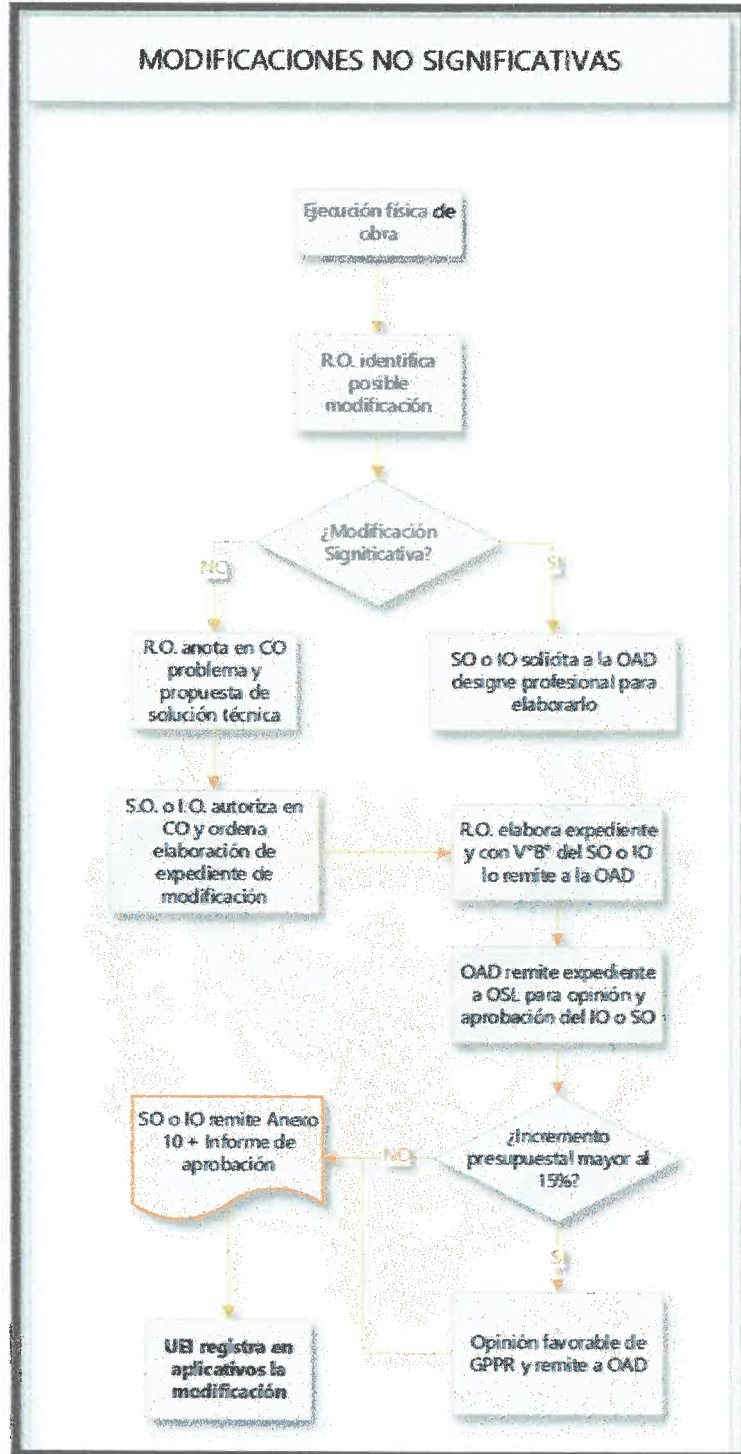 MODIFICACIONES NO SIGNIFICATIVAS
Ejecución física de
obra
R.O. identifica
posible
modificación
¿Modificación
Significativa?
NO
SI
R.O. anota en CO
problema y
propuesta de
solución técnica
SO o IO solicita a la OAD
designe profesional para
elaborarlo
S.O. o I.O. autoriza en
CO y ordena
elaboración de
expediente de
modificación
R.O. elabora expediente
y con V°B° del SO o IO
lo remite a la OAD
OAD remite expediente
a OSL para opinión y
aprobación del IO o SO
SO o IO remite Anexo
10 + Informe de
aprobación
NO
¿Incremento
presupuestal mayor al
15%?
SI
UEI registra en
aplicativos la
modificación
Opinión favorable de
GPPR y remite a OAD